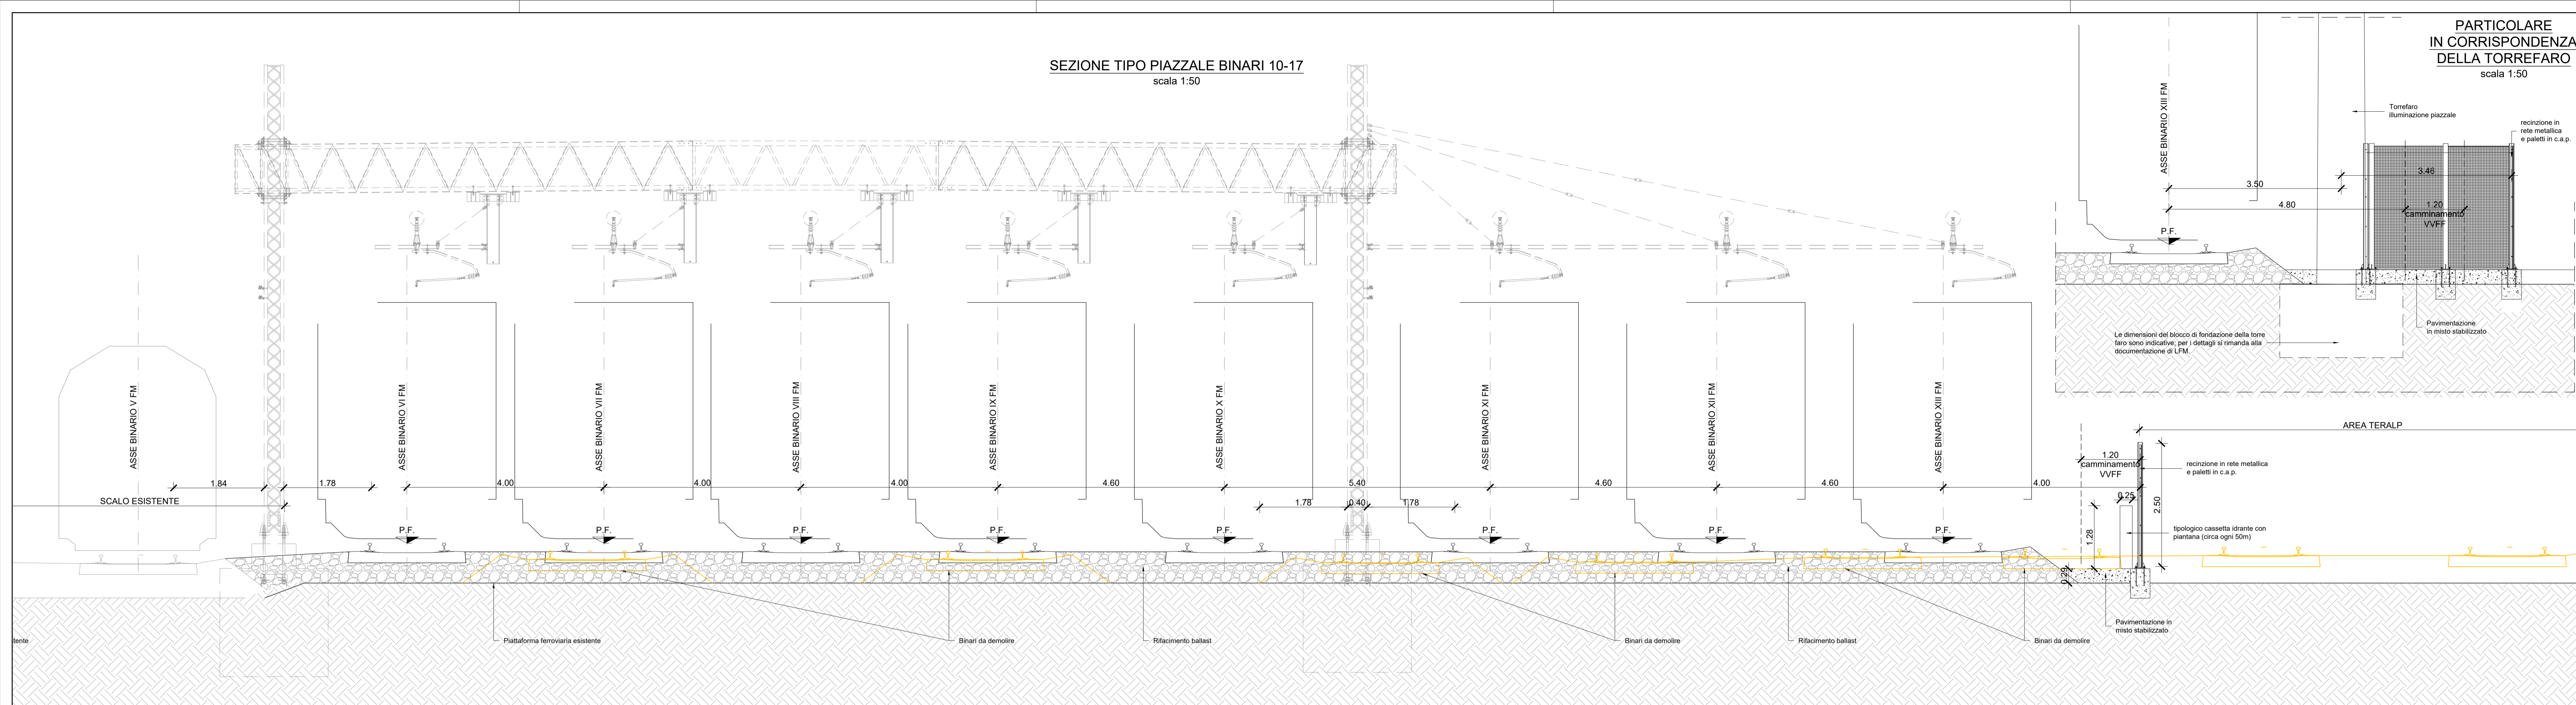 SEZIONE TIPO PIAZZALE BINARI 10-17
scala 1:50
PARTICOLARE
IN CORRISPONDENZA
DELLA TORREFARO
scala 1:50
ASSE BINARIO XIII FM
Torrefaro
illuminazione piazzale
recinzione in
rete metallica
e paletti in c.a.p.
3.46
3.50
4.80
1.20
camminamento
VVFF
P.F.
Pavimentazione
in misto stabilizzato
Le dimensioni del blocco di fondazione della torre
faro sono indicative; per i dettagli si rimanda alla
documentazione di LFM.
ASSE BINARIO V FM
ASSE BINARIO VI FM
ASSE BINARIO VII FM
ASSE BINARIO VIII FM
ASSE BINARIO IX FM
ASSE BINARIO X FM
ASSE BINARIO XI FM
ASSE BINARIO XII FM
ASSE BINARIO XIII FM
AREA TERALP
1.20
camminamento
VVFF
recinzione in rete metallica
e paletti in c.a.p.
1.84
1.78
4.00
4.00
4.00
4.60
5.40
4.60
4.60
4.00
SCALO ESISTENTE
1.78
0.40
1.78
0.25
2.50
1.28
0.29
tipologico cassetta idrante con
piantana (circa ogni 50m)
P.F.
P.F.
P.F.
P.F.
P.F.
P.F.
P.F.
P.F.
Pavimentazione in
misto stabilizzato
tente
Piattaforma ferroviaria esistente
Binari da demolire
Rifacimento ballast
Binari da demolire
Rifacimento ballast
Binari da demolire